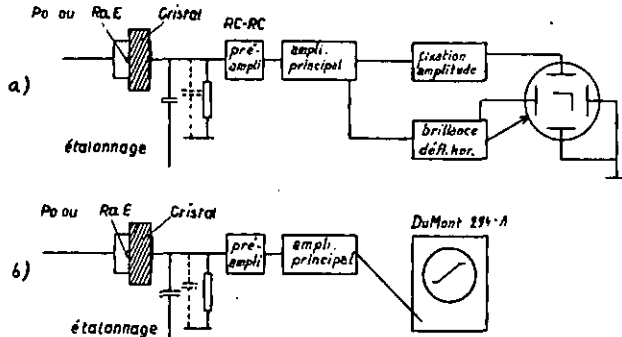 Po ou Ra.E Cristal
RC-RC
pré-
ampli
ampli.
principal
fixation
amplitude
a)
brillance
défl.hor.
étalonnage
Po ou Ra.E Cristal
DuMont 294-A
b)
pré-
ampli
ampli.
principal
étalonnage